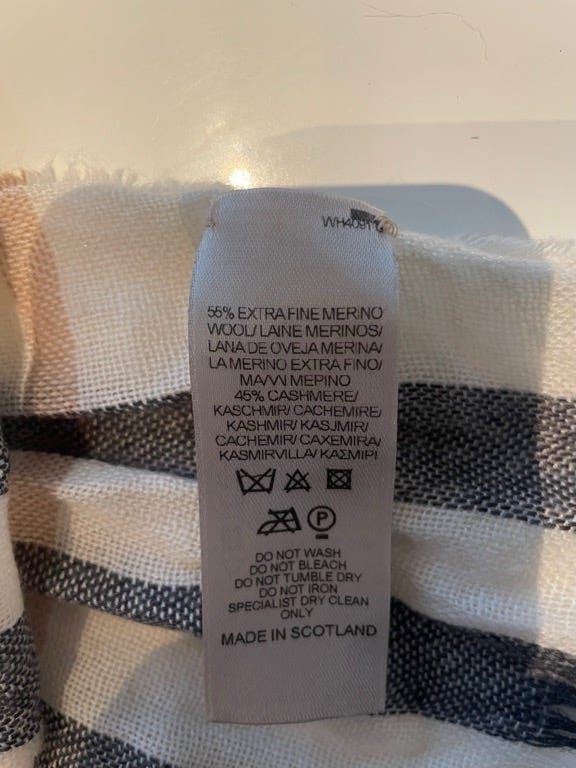 55% EXTRA FINE MERINO
WOOL/ LAINE MERINOS/
LANA DE OVEJA MERINA/
LA MERINO EXTRA FINO/
ΜΑΛΛΙ ΜΕΡΙΝΟ
45% CASHMERE/
KASCHMIR/ CACHEMIRE/
KASHMIR/ KASJMIR/
CACHEMIR/ CAXEMIRA/
KASMIRVILLA/ ΚΑΣΜΙΡΙ
P
DO NOT WASH
DO NOT BLEACH
DO NOT TUMBLE DRY
DO NOT IRON
SPECIALIST DRY CLEAN
ONLY
MADE IN SCOTLAND